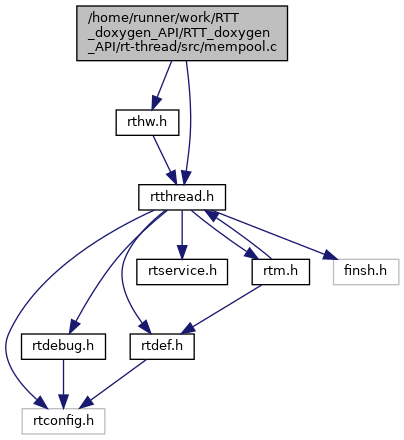 /home/runner/work/RTT
_doxygen_API/RTT_doxygen
_API/rt-thread/src/mempool.c
rthw.h
rtthread.h
rtservice.h
rtm.h
finsh.h
rtdebug.h
rtdef.h
rtconfig.h